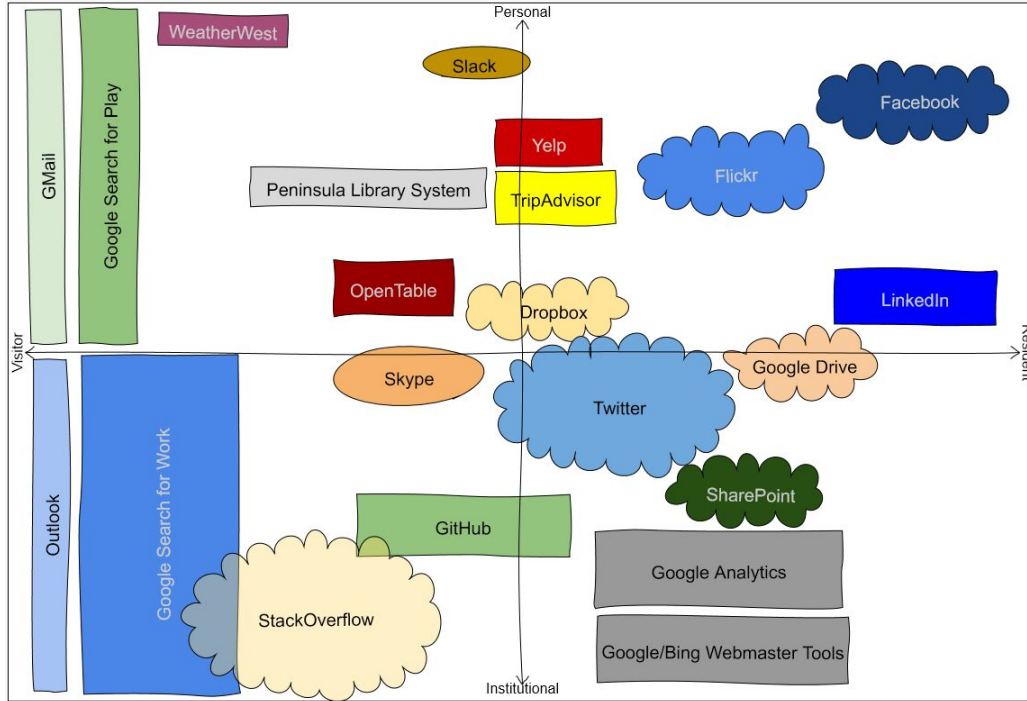 Personal
WeatherWest
Slack
Facebook
GMail
Google Search for Play
Yelp
Flickr
Peninsula Library System
TripAdvisor
OpenTable
LinkedIn
Dropbox
Visitor
Resident
Skype
Google Drive
Twitter
Outlook
Google Search for Work
SharePoint
GitHub
Google Analytics
StackOverflow
Google/Bing Webmaster Tools
Institutional